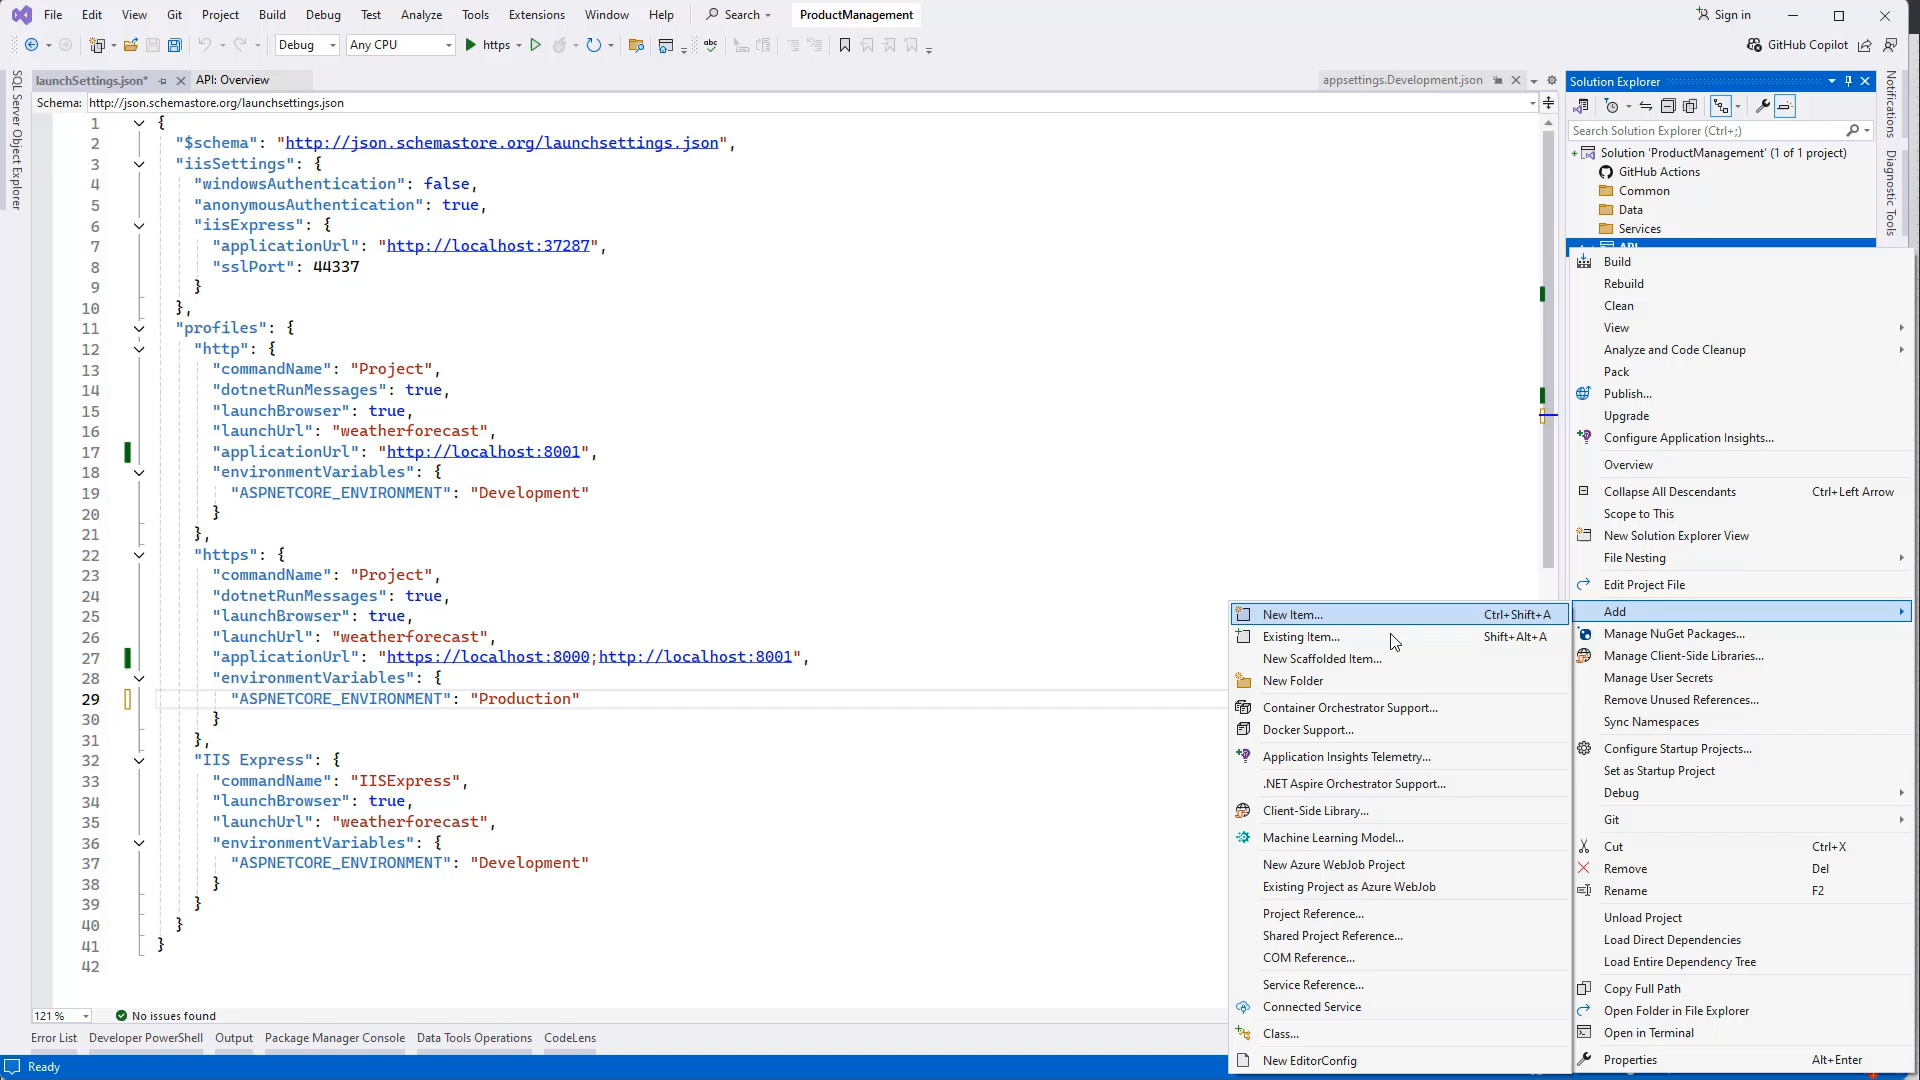 File Edit View Git Project Build Debug Test Analyze Tools Extensions Window Help Search ProductManagement Sign in
Debug Any CPU https abc GitHub Copilot
launchSettings.json* API: Overview appsettings.Development.json
Schema: http://json.schemastore.org/launchsettings.json
SQL Server Object Explorer
1 {
2 "$schema": "http://json.schemastore.org/launchsettings.json",
3 "iisSettings": {
4 "windowsAuthentication": false,
5 "anonymousAuthentication": true,
6 "iisExpress": {
7 "applicationUrl": "http://localhost:37287",
8 "sslPort": 44337
9 }
10 },
11 "profiles": {
12 "http": {
13 "commandName": "Project",
14 "dotnetRunMessages": true,
15 "launchBrowser": true,
16 "launchUrl": "weatherforecast",
17 "applicationUrl": "http://localhost:8001",
18 "environmentVariables": {
19 "ASPNETCORE_ENVIRONMENT": "Development"
20 }
21 },
22 "https": {
23 "commandName": "Project",
24 "dotnetRunMessages": true,
25 "launchBrowser": true,
26 "launchUrl": "weatherforecast",
27 "applicationUrl": "https://localhost:8000;http://localhost:8001",
28 "environmentVariables": {
29 "ASPNETCORE_ENVIRONMENT": "Production"
30 }
31 },
32 "IIS Express": {
33 "commandName": "IISExpress",
34 "launchBrowser": true,
35 "launchUrl": "weatherforecast",
36 "environmentVariables": {
37 "ASPNETCORE_ENVIRONMENT": "Development"
38 }
39 }
40 }
41 }
42
121 % No issues found
Error List Developer PowerShell Output Package Manager Console Data Tools Operations CodeLens
Ready
New Item... Ctrl+Shift+A
Existing Item... Shift+Alt+A
New Scaffolded Item...
New Folder
Container Orchestrator Support...
Docker Support...
Application Insights Telemetry...
.NET Aspire Orchestrator Support...
Client-Side Library...
Machine Learning Model...
New Azure WebJob Project
Existing Project as Azure WebJob
Project Reference...
Shared Project Reference...
COM Reference...
Service Reference...
Connected Service
Class...
New EditorConfig
Solution Explorer
Search Solution Explorer (Ctrl+;)
Solution 'ProductManagement' (1 of 1 project)
GitHub Actions
Common
Data
Services
API
Build
Rebuild
Clean
View
Analyze and Code Cleanup
Pack
Publish...
Upgrade
Configure Application Insights...
Overview
Collapse All Descendants Ctrl+Left Arrow
Scope to This
New Solution Explorer View
File Nesting
Edit Project File
Add
Manage NuGet Packages...
Manage Client-Side Libraries...
Manage User Secrets
Remove Unused References...
Sync Namespaces
Configure Startup Projects...
Set as Startup Project
Debug
Git
Cut Ctrl+X
Remove Del
Rename F2
Unload Project
Load Direct Dependencies
Load Entire Dependency Tree
Copy Full Path
Open Folder in File Explorer
Open in Terminal
Properties Alt+Enter
Notifications
Diagnostic Tools